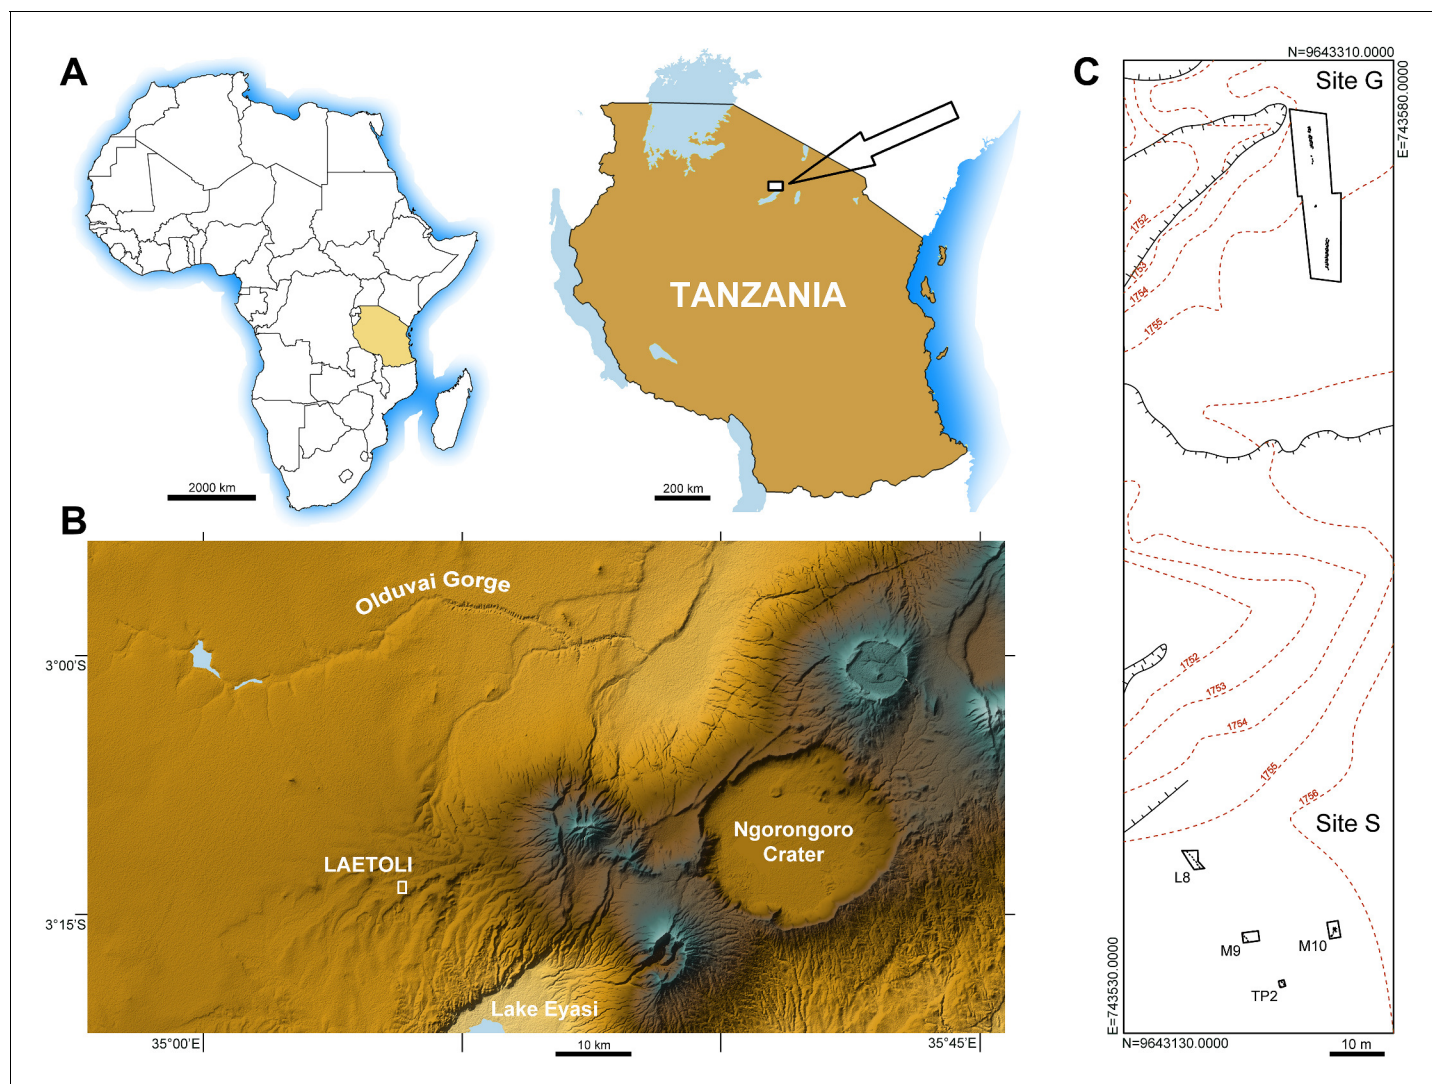 A
2000 km
TANZANIA
200 km
B
Olduvai Gorge
3°00'S
LAETOLI
Ngorongoro
Crater
3°15'S
Lake Eyasi
35°00'E
10 km
35°45'E
C
N=9643310.0000
E=743580.0000
Site G
1752
1753
1754
1755
1752
1753
1754
1755
1756
Site S
L8
M9
M10
TP2
E=743530.0000
N=9643130.0000
10 m